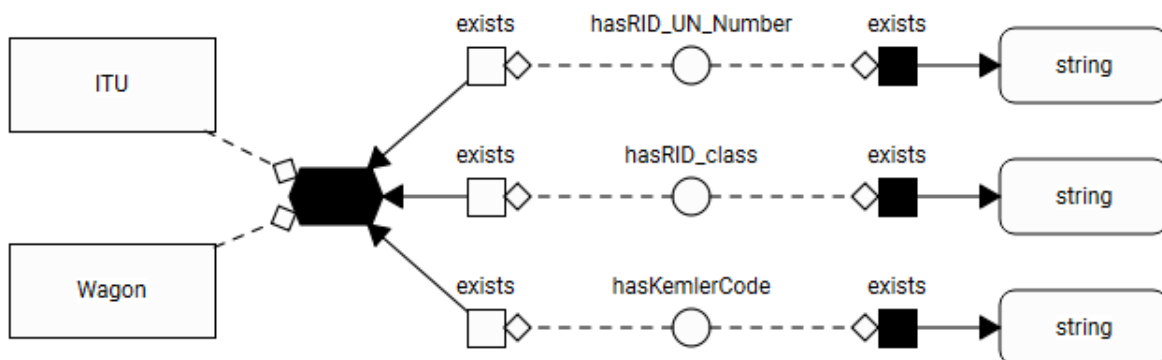 exists
hasRID_UN_Number
exists
ITU
string
exists
hasRID_class
exists
string
Wagon
exists
hasKemlerCode
exists
string